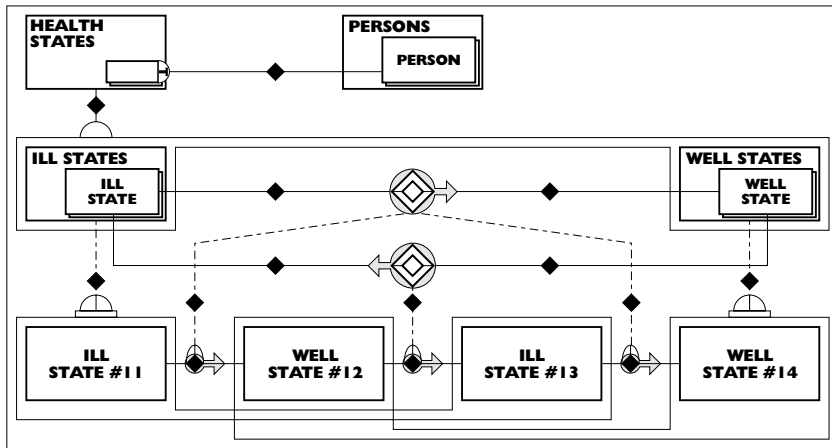 HEALTH
STATES
PERSONS
PERSON
ILL STATES
ILL
STATE
WELL STATES
WELL
STATE
ILL
STATE #11
WELL
STATE #12
ILL
STATE #13
WELL
STATE #14